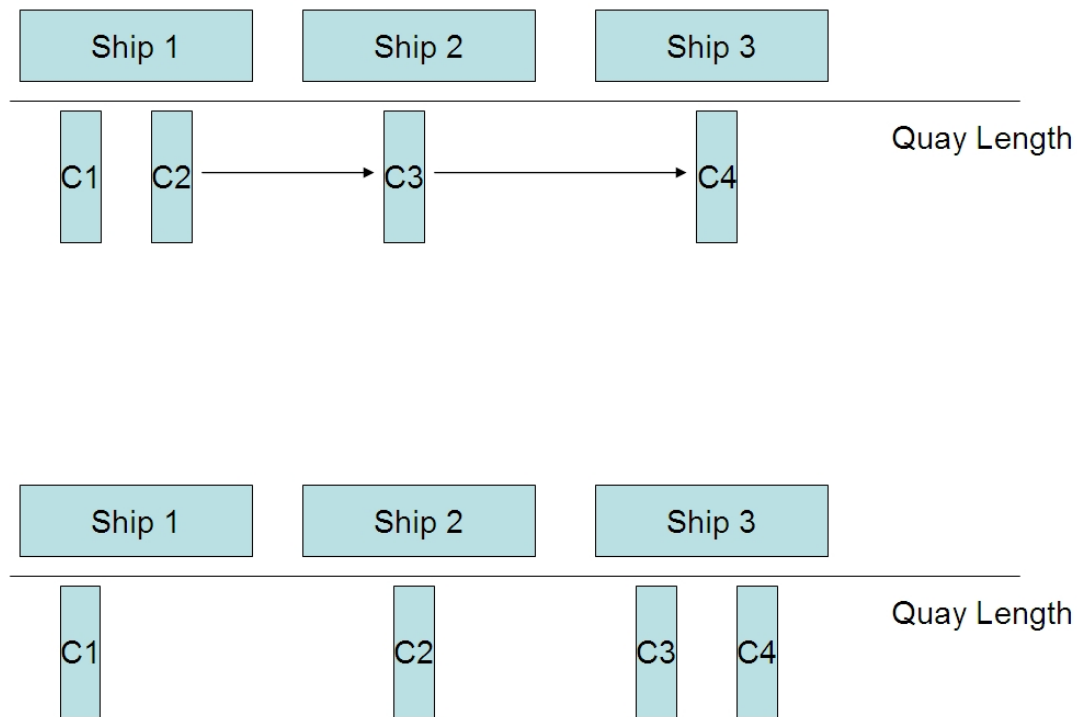 Ship 1
Ship 2
Ship 3
Quay Length
C1
C2
C3
C4
Ship 1
Ship 2
Ship 3
Quay Length
C1
C2
C3
C4